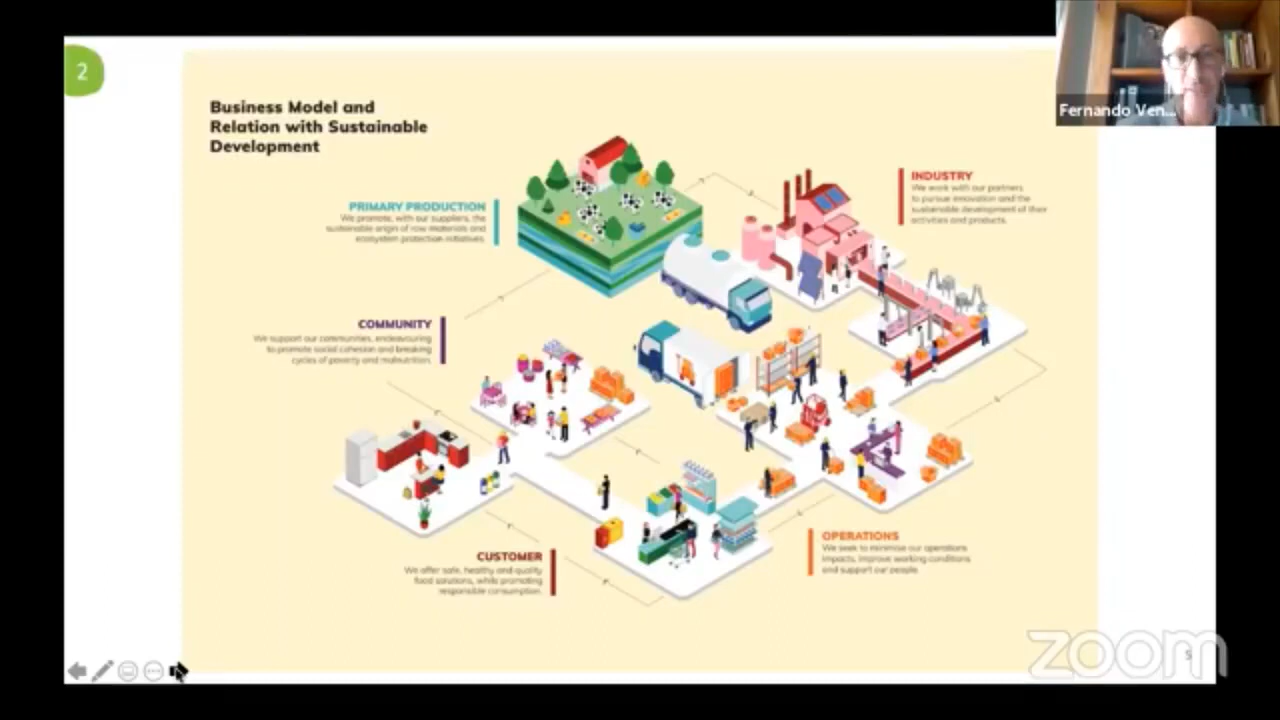 2
Business Model and
Relation with Sustainable
Development
Fernando Ven...
INDUSTRY
We work with our partners
to pursue innovation and the
sustainable development of their
activities and products.
PRIMARY PRODUCTION
We promote, with our suppliers, the
sustainable origin of raw materials and
ecosystem protection initiatives.
COMMUNITY
We support our communities, endeavouring
to promote social cohesion and breaking
cycles of poverty and malnutrition.
OPERATIONS
We seek to minimise our operations
impacts, improve working conditions
and support our people.
CUSTOMER
We offer safe, healthy and quality
food solutions, while promoting
responsible consumption.
zoom
5